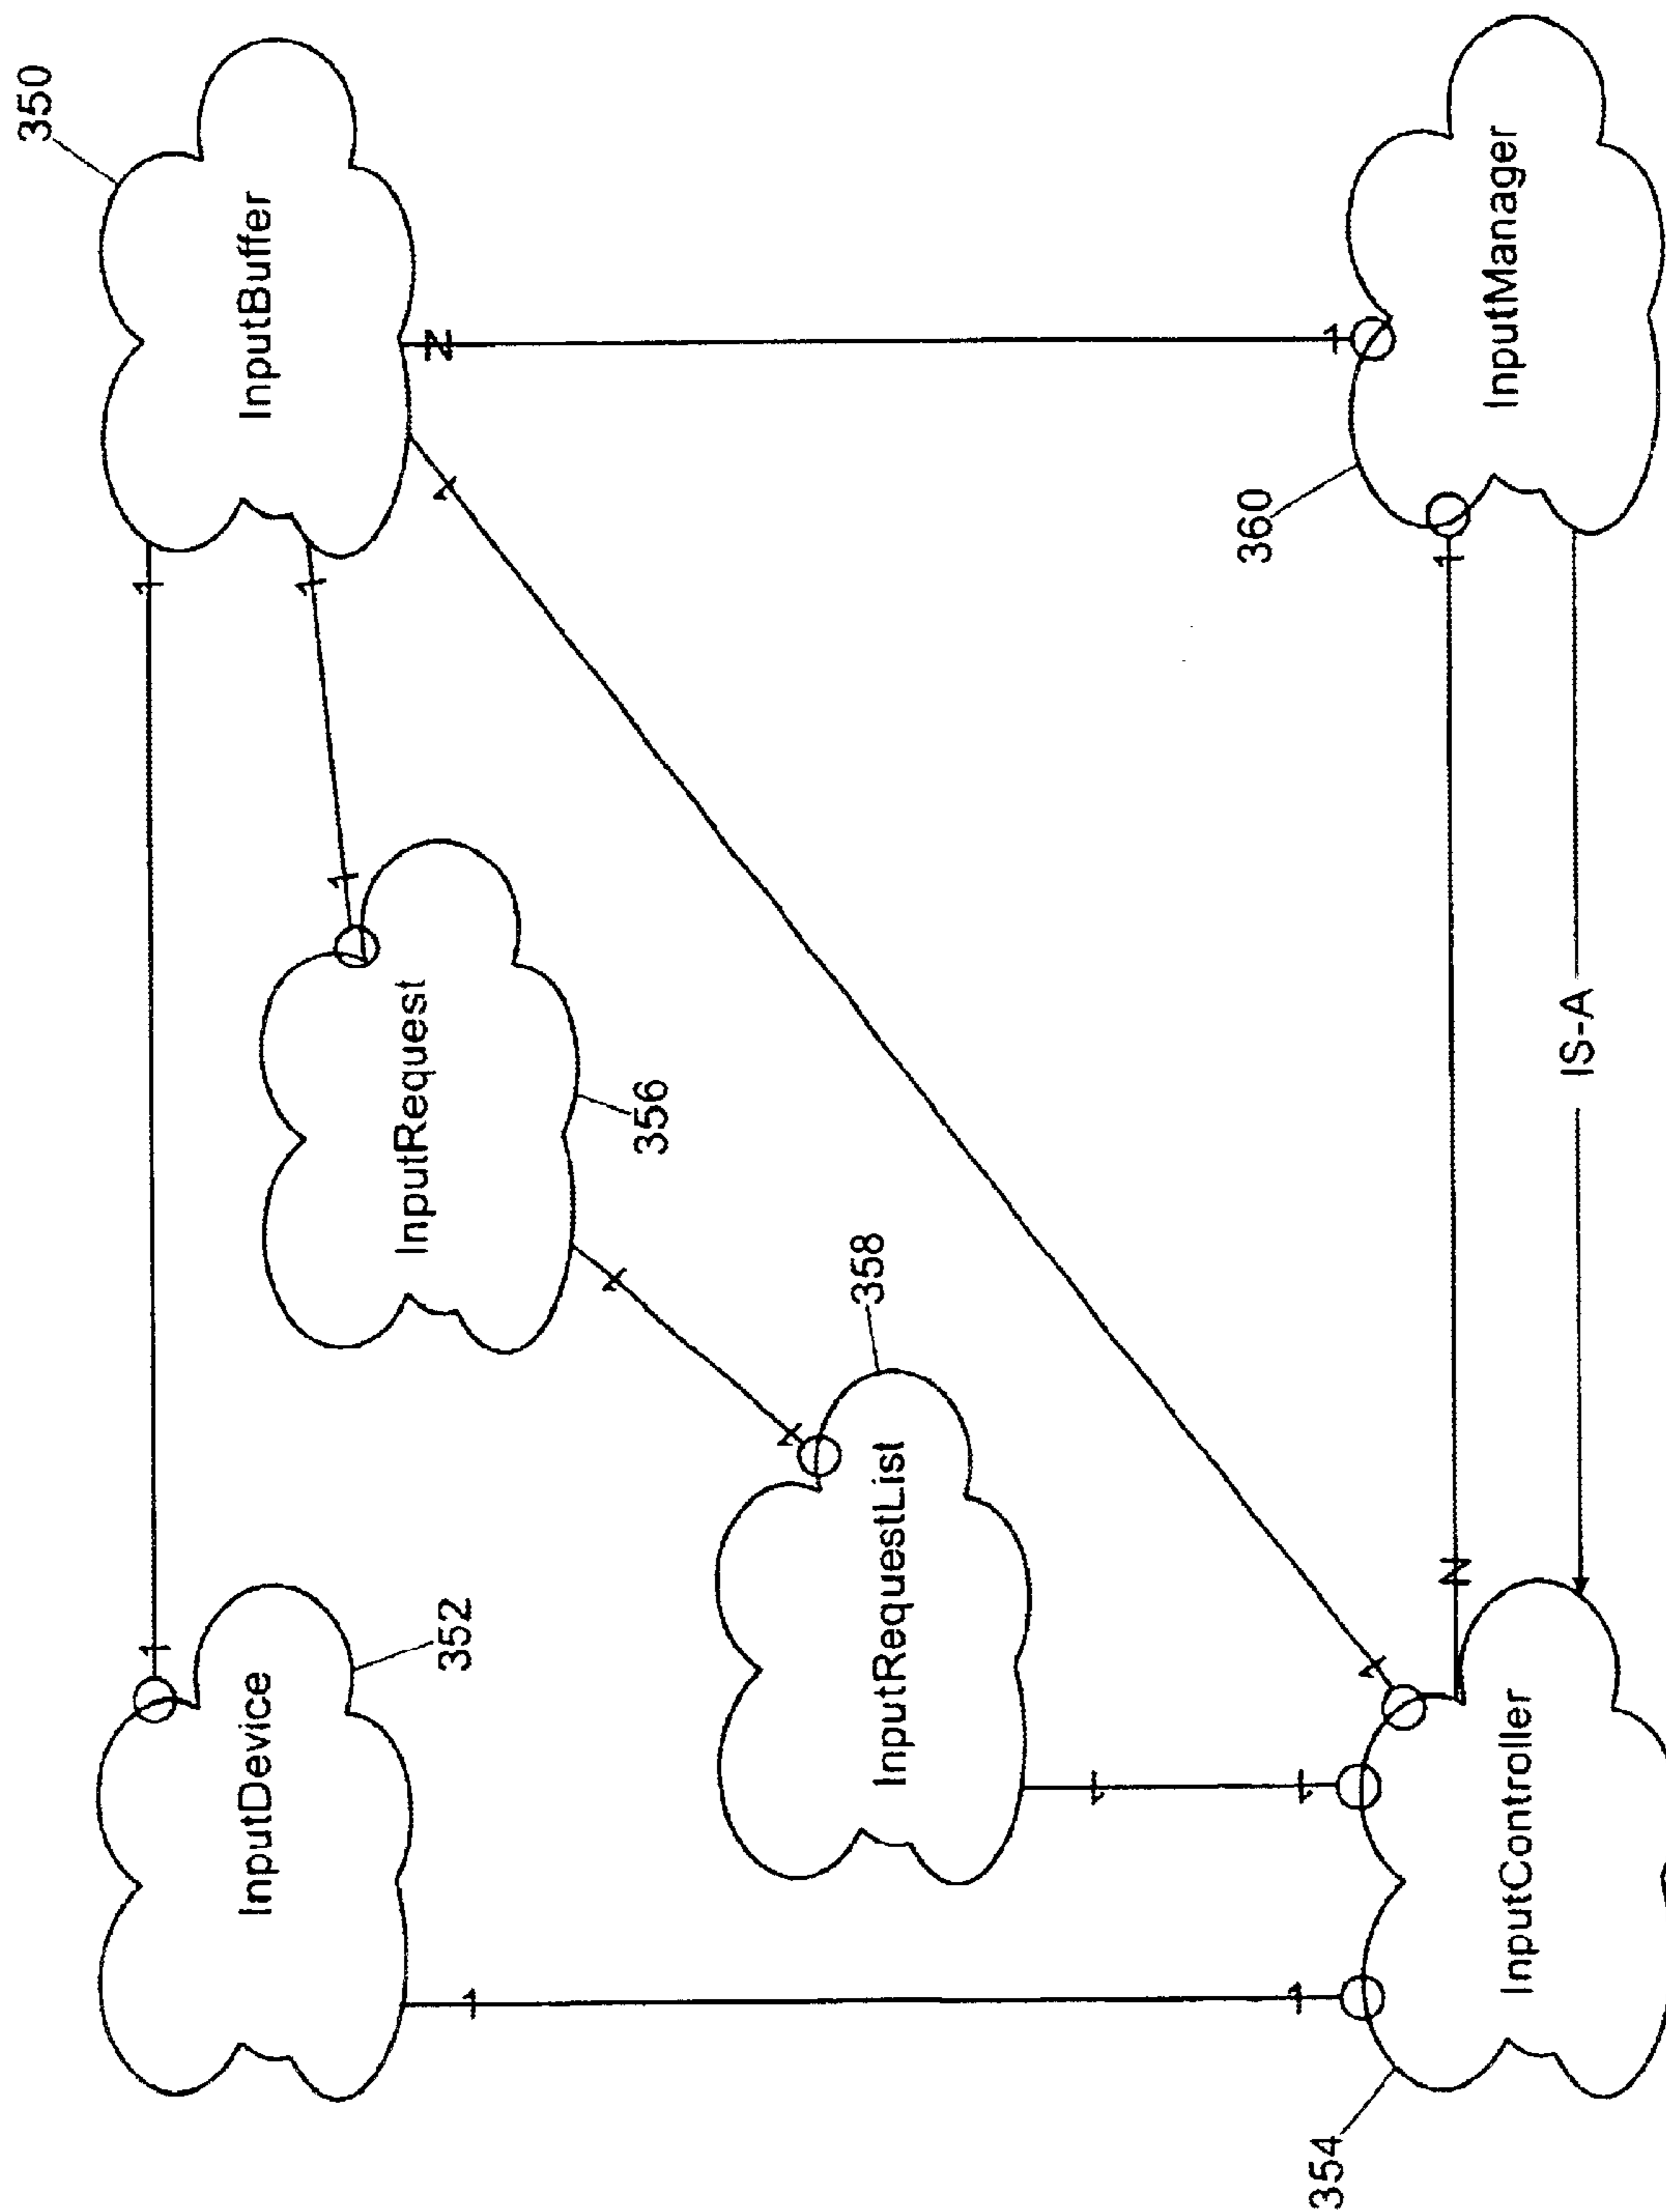 350
1
1
InputDevice
InputBuffer
1
1
InputRequest
N
1
352
1
1
356
1
358
InputRequestList
1
360
1
1
354
1
1
N
1
InputController
InputManager
IS-A